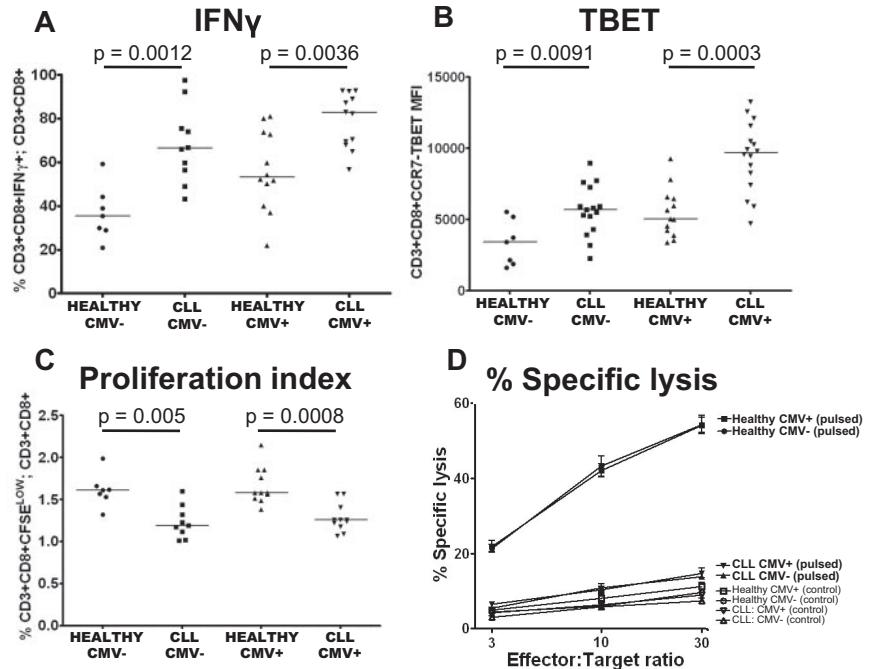 A
IFNγ
p = 0.0012
p = 0.0036
% CD3+CD8+IFNγ+; CD3+CD8+
100
80
60
40
20
0
HEALTHY CMV-
CLL CMV-
HEALTHY CMV+
CLL CMV+
B
TBET
p = 0.0091
p = 0.0003
CD3+CD8+CCR7-TBET MFI
15000
10000
5000
0
HEALTHY CMV-
CLL CMV-
HEALTHY CMV+
CLL CMV+
C
Proliferation index
p = 0.005
p = 0.0008
% CD3+CD8+CFSE^LOW; CD3+CD8+
2.5
2.0
1.5
1.0
0.5
0.0
HEALTHY CMV-
CLL CMV-
HEALTHY CMV+
CLL CMV+
D
% Specific lysis
% Specific lysis
60
40
20
0
3
10
30
Effector:Target ratio
Healthy CMV+ (pulsed)
Healthy CMV- (pulsed)
CLL CMV+ (pulsed)
CLL CMV- (pulsed)
Healthy CMV+ (control)
Healthy CMV- (control)
CLL: CMV+ (control)
CLL: CMV- (control)